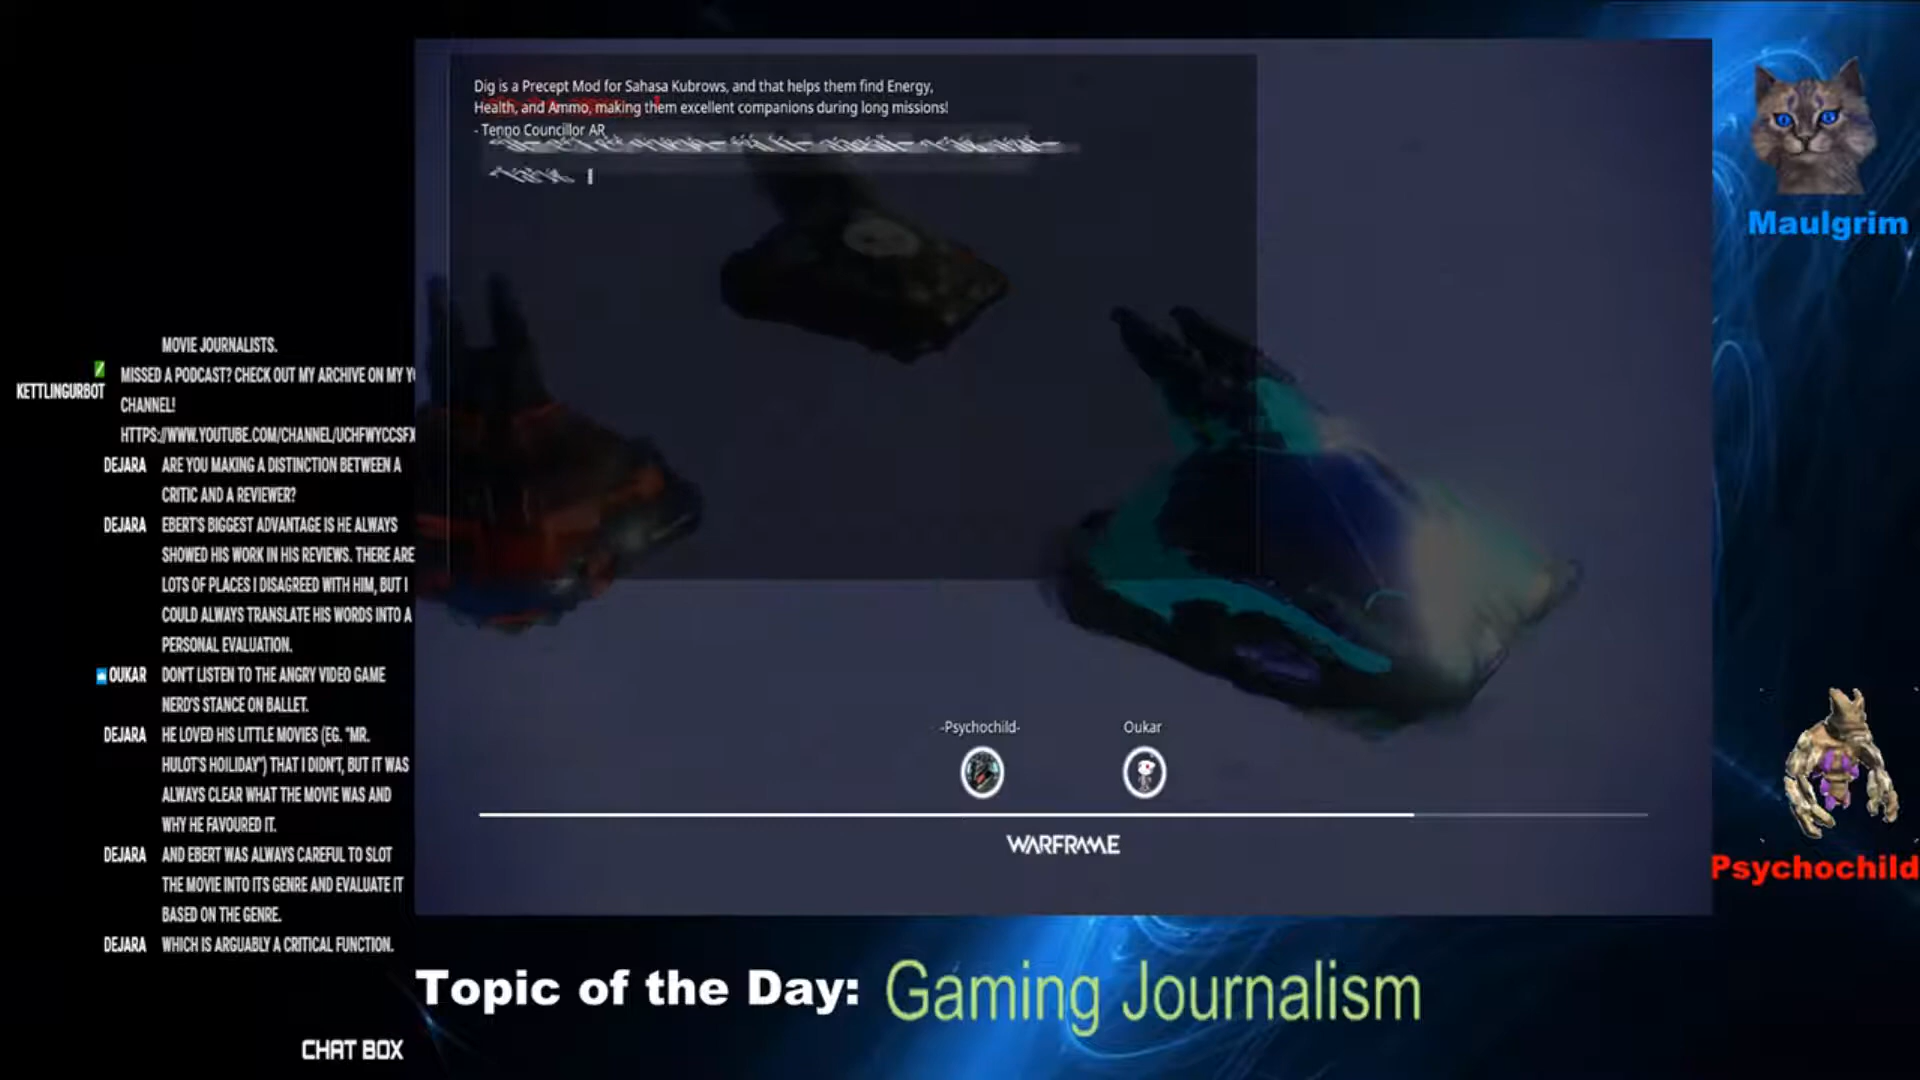 Dig is a Precept Mod for Sahasa Kubrows, and that helps them find Energy,
Health, and Ammo, making them excellent companions during long missions!
- Tenno Councillor AR
Maulgrim
MOVIE JOURNALISTS.
KETTLINGURBOT MISSED A PODCAST? CHECK OUT MY ARCHIVE ON MY
CHANNEL!
HTTPS://WWW.YOUTUBE.COM/CHANNEL/UCHFWYCCSFX
DEJARA ARE YOU MAKING A DISTINCTION BETWEEN A
CRITIC AND A REVIEWER?
DEJARA EBERT'S BIGGEST ADVANTAGE IS HE ALWAYS
SHOWED HIS WORK IN HIS REVIEWS. THERE ARE
LOTS OF PLACES I DISAGREED WITH HIM, BUT I
COULD ALWAYS TRANSLATE HIS WORDS INTO A
PERSONAL EVALUATION.
OUKAR DON'T LISTEN TO THE ANGRY VIDEO GAME
NERD'S STANCE ON BALLET.
DEJARA HE LOVED HIS LITTLE MOVIES (EG. "MR.
HULOT'S HOILIDAY") THAT I DIDN'T, BUT IT WAS
ALWAYS CLEAR WHAT THE MOVIE WAS AND
WHY HE FAVOURED IT.
DEJARA AND EBERT WAS ALWAYS CAREFUL TO SLOT
THE MOVIE INTO ITS GENRE AND EVALUATE IT
BASED ON THE GENRE.
DEJARA WHICH IS ARGUABLY A CRITICAL FUNCTION.
-Psychochild-
Oukar
WARFRAME
Psychochild
Topic of the Day: Gaming Journalism
CHAT BOX